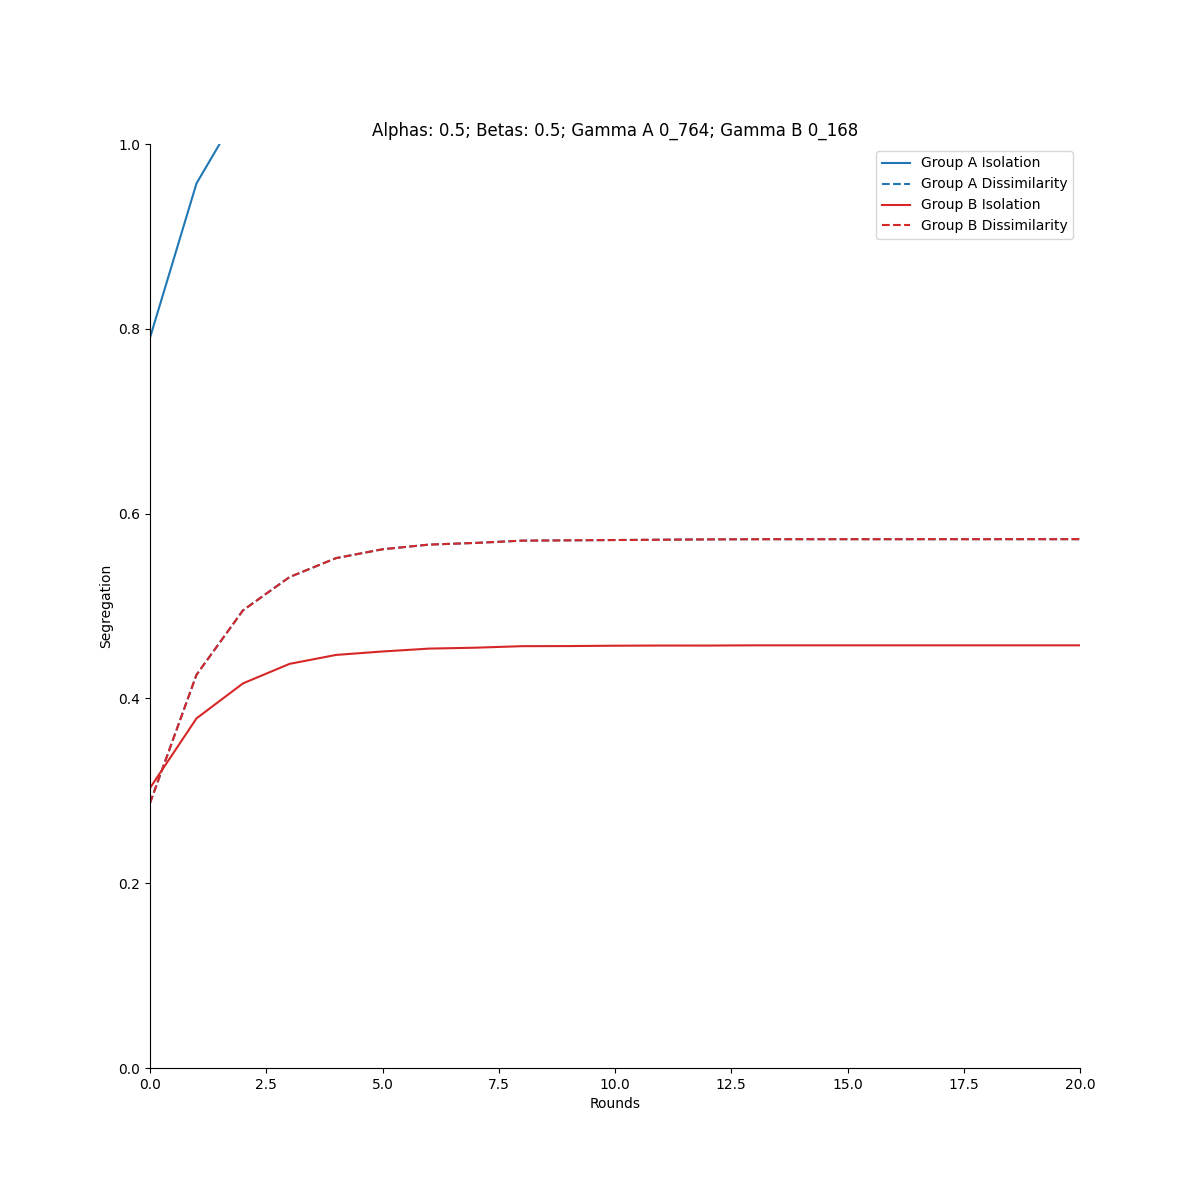 Alphas: 0.5; Betas: 0.5; Gamma A 0_764; Gamma B 0_168
Group A Isolation
Group A Dissimilarity
Group B Isolation
Group B Dissimilarity
1.0
0.8
0.6
0.4
0.2
0.0
Segregation
0.0 2.5 5.0 7.5 10.0 12.5 15.0 17.5 20.0
Rounds